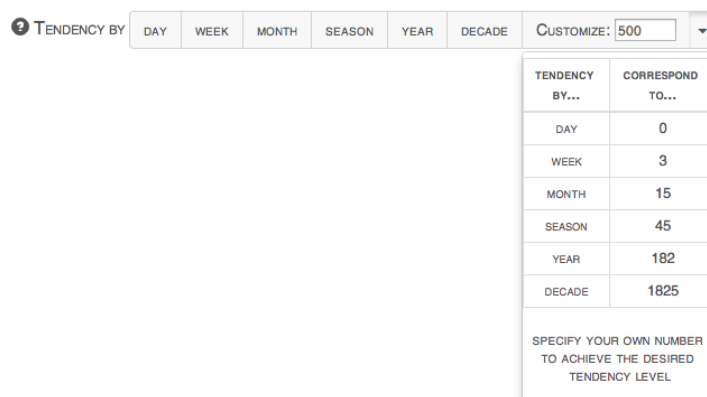 ? TENDENCY BY DAY WEEK MONTH SEASON YEAR DECADE CUSTOMIZE: 500
TENDENCY BY... CORRESPOND TO...
DAY 0
WEEK 3
MONTH 15
SEASON 45
YEAR 182
DECADE 1825
SPECIFY YOUR OWN NUMBER
TO ACHIEVE THE DESIRED
TENDENCY LEVEL